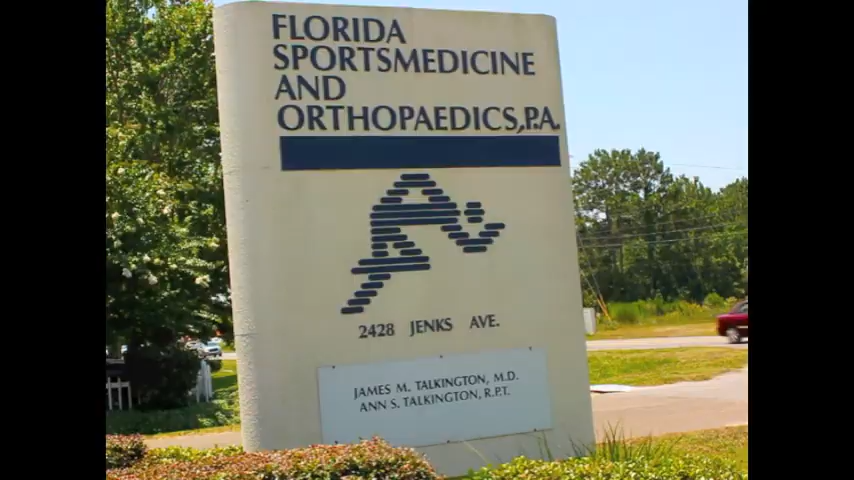 FLORIDA
SPORTSMEDICINE
AND
ORTHOPAEDICS,P.A.
2428 JENKS AVE.
JAMES M. TALKINGTON, M.D.
ANN S. TALKINGTON, R.P.T.